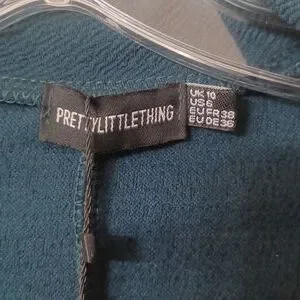 PRETTYLITTLETHING
UK 10
US 6
EU FR 38
EU DE 36